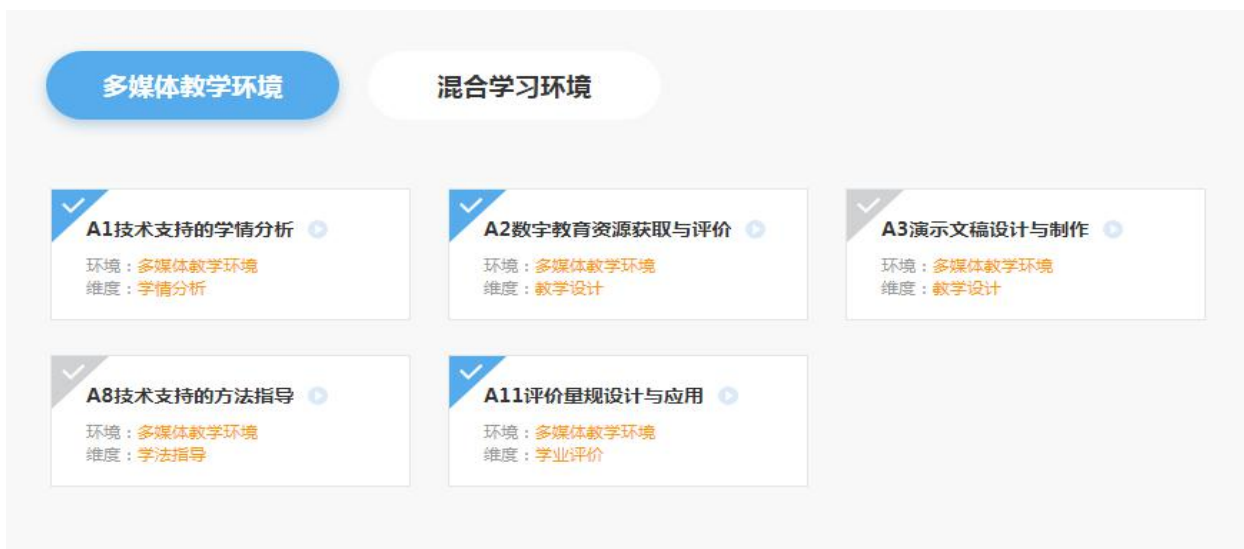 多媒体教学环境 混合学习环境
A1技术支持的学情分析 A2数字教育资源获取与评价 A3演示文稿设计与制作
环境：多媒体教学环境 环境：多媒体教学环境 环境：多媒体教学环境
维度：学情分析 维度：教学设计 维度：教学设计
A8技术支持的方法指导 A11评价量规设计与应用
环境：多媒体教学环境 环境：多媒体教学环境
维度：学法指导 维度：学业评价